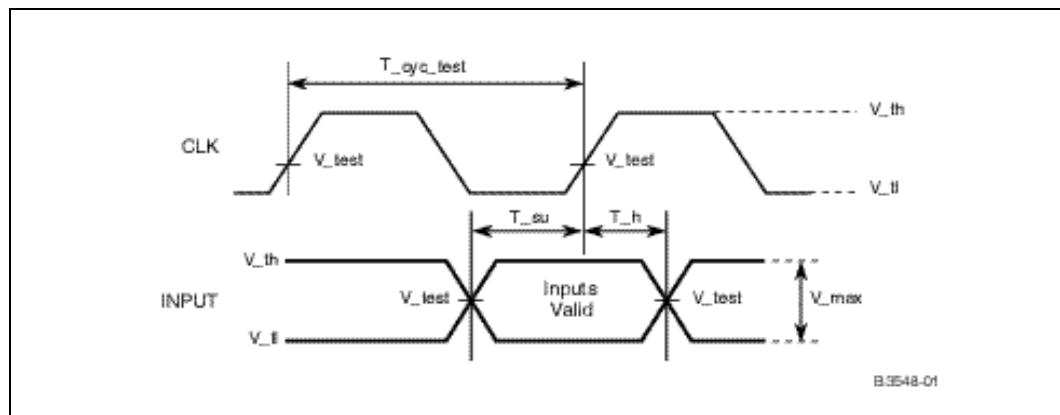 T_cyc_test
V_th
CLK
V_test
V_test
V_tl
T_su
T_h
V_th
INPUT
V_test
Inputs
Valid
V_test
V_max
V_tl
B3548-01